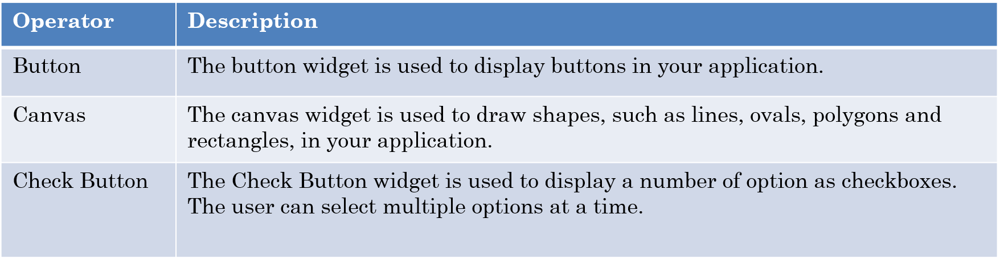 Operator Description
Button The button widget is used to display buttons in your application.
Canvas The canvas widget is used to draw shapes, such as lines, ovals, polygons and
rectangles, in your application.
Check Button The Check Button widget is used to display a number of option as checkboxes.
The user can select multiple options at a time.